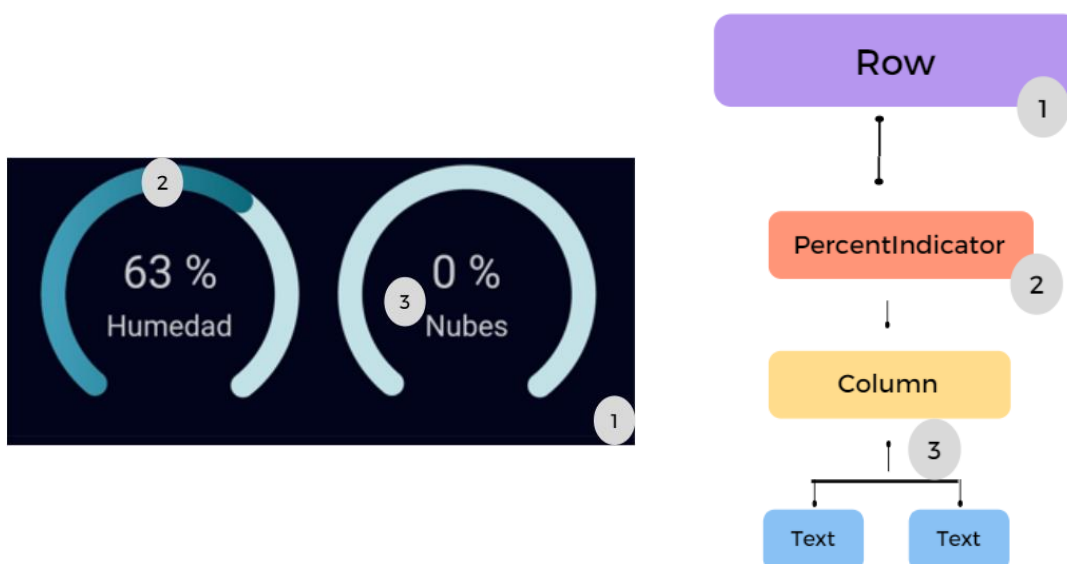 2
63 %
Humedad
0 %
3
Nubes
1
Row
1
PercentIndicator
2
Column
3
Text
Text